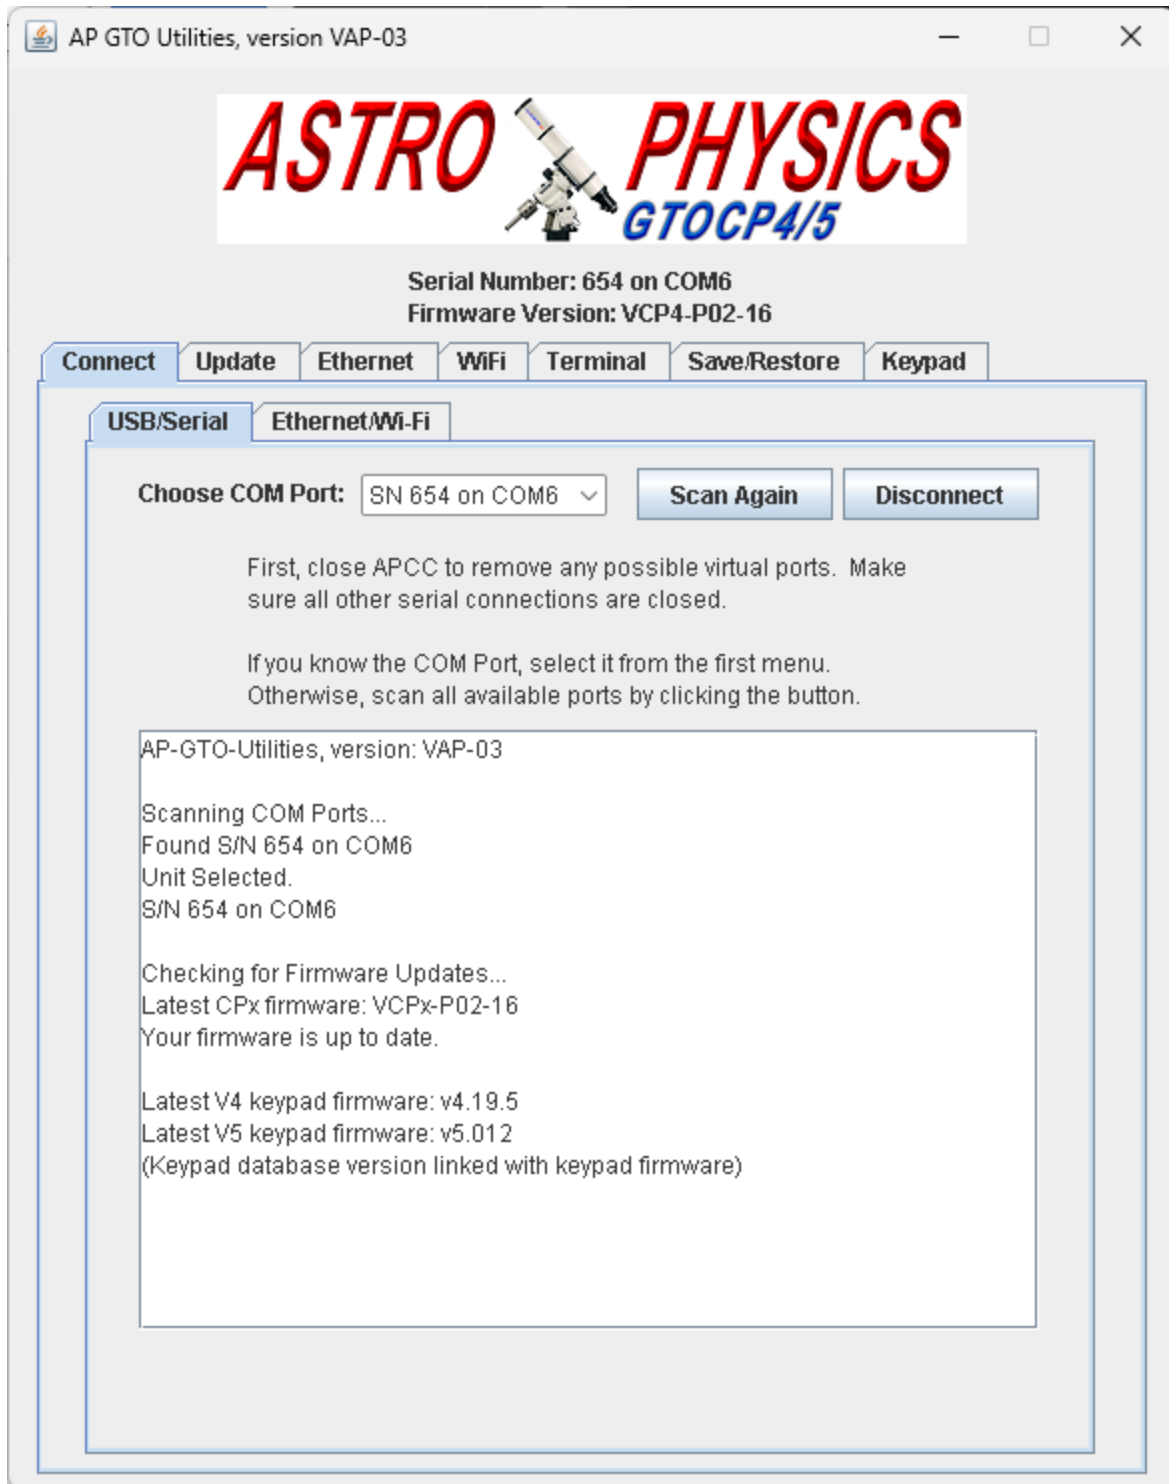 AP GTO Utilities, version VAP-03
ASTRO PHYSICS
GTOCP4/5
Serial Number: 654 on COM6
Firmware Version: VCP4-P02-16
Connect Update Ethernet WiFi Terminal Save/Restore Keypad
USB/Serial Ethernet/Wi-Fi
Choose COM Port: SN 654 on COM6 Scan Again Disconnect
First, close APCC to remove any possible virtual ports. Make
sure all other serial connections are closed.
If you know the COM Port, select it from the first menu.
Otherwise, scan all available ports by clicking the button.
AP-GTO-Utilities, version: VAP-03
Scanning COM Ports...
Found S/N 654 on COM6
Unit Selected.
S/N 654 on COM6
Checking for Firmware Updates...
Latest CPx firmware: VCPx-P02-16
Your firmware is up to date.
Latest V4 keypad firmware: v4.19.5
Latest V5 keypad firmware: v5.012
(Keypad database version linked with keypad firmware)